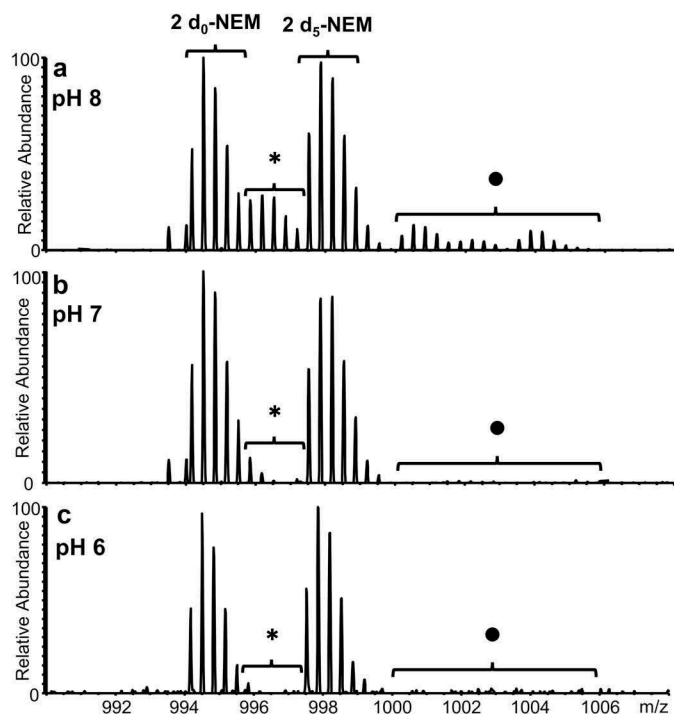 2 d₀-NEM 2 d₅-NEM
100
a
pH 8
*
●
Relative Abundance
0
100
b
pH 7
*
●
Relative Abundance
0
100
c
pH 6
*
●
Relative Abundance
0
992 994 996 998 1000 1002 1004 1006 m/z